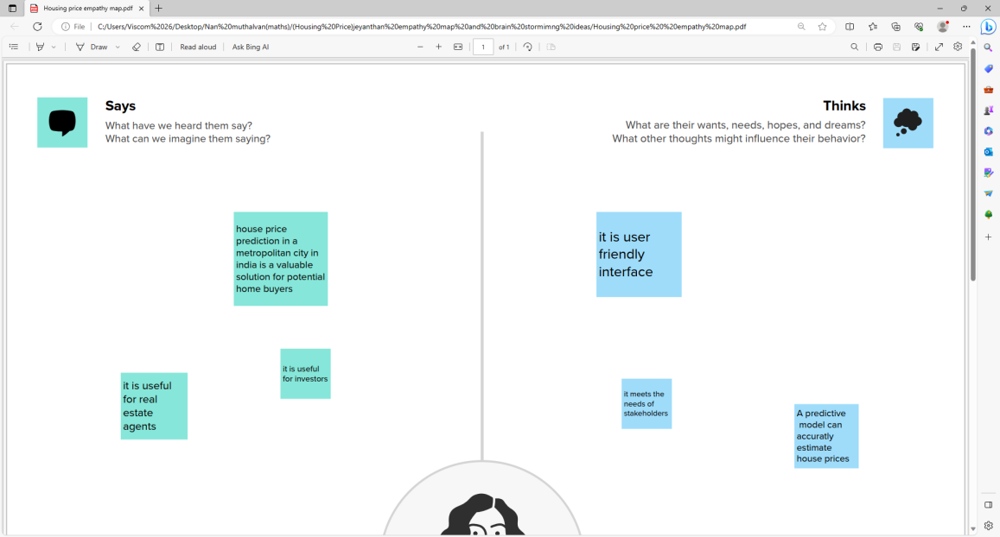 Housing price empathy map.pdf
File
C:/Users/Viscom%2026/Desktop/Nan%20muthalvan(maths)/(Housing%20Price)jeyanthan%20empathy%20map%20and%20brain%20stormimng%20ideas/Housing%20price%20%20empathy%20map.pdf
Draw
Read aloud
Ask Bing AI
1
of 1
Says
What have we heard them say?
What can we imagine them saying?
Thinks
What are their wants, needs, hopes, and dreams?
What other thoughts might influence their behavior?
house price
prediction in a
metropolitan city in
india is a valuable
solution for potential
home buyers
it is user
friendly
interface
it is useful
for investors
it is useful
for real
estate
agents
it meets the
needs of
stakeholders
A predictive
model can
accuratly
estimate
house prices